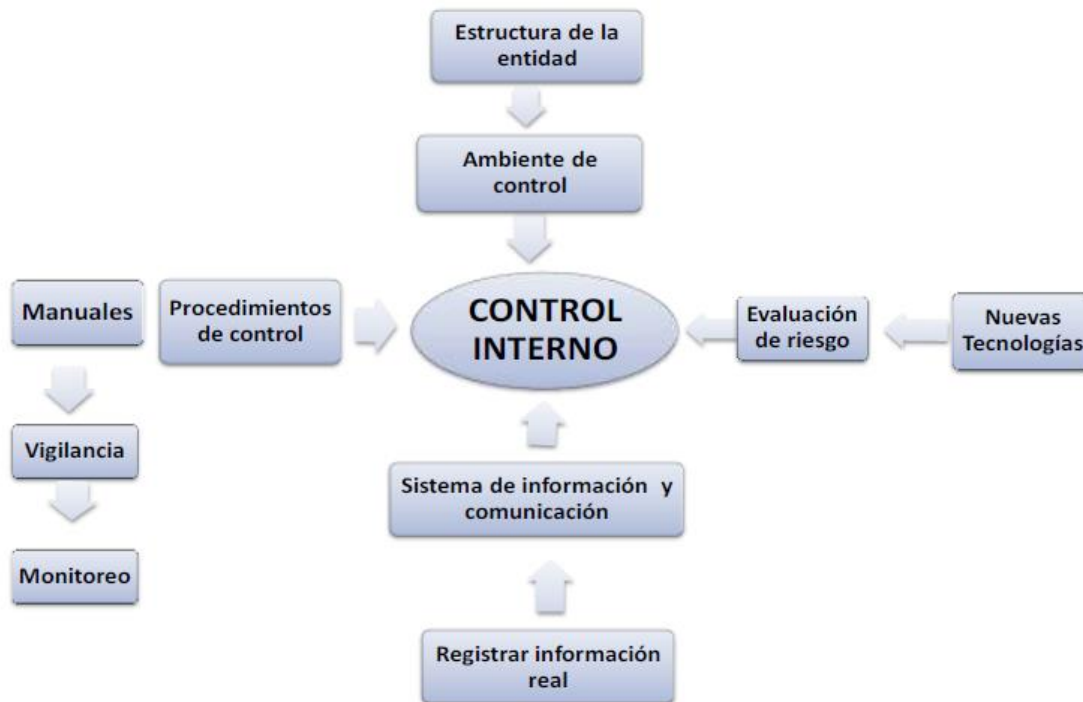 Estructura de la
entidad
Ambiente de
control
Manuales
Procedimientos
de control
CONTROL
INTERNO
Evaluación
de riesgo
Nuevas
Tecnologías
Vigilancia
Sistema de información y
comunicación
Monitoreo
Registrar información
real